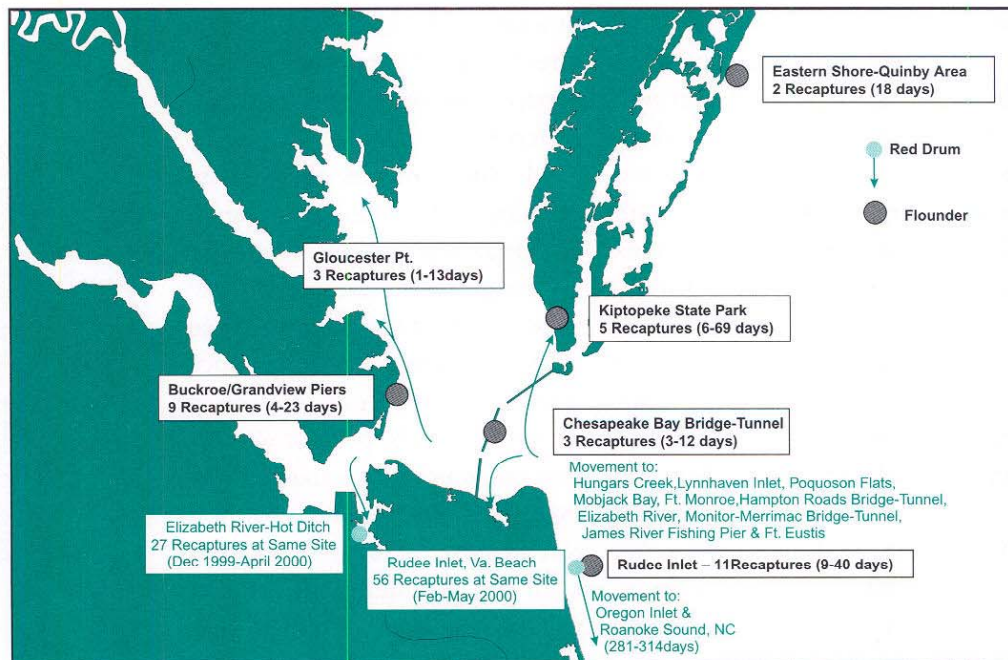 Eastern Shore-Quinby Area
2 Recaptures (18 days)
Red Drum
Flounder
Gloucester Pt.
3 Recaptures (1-13days)
Kiptopeke State Park
5 Recaptures (6-69 days)
Buckroe/Grandview Piers
9 Recaptures (4-23 days)
Chesapeake Bay Bridge-Tunnel
3 Recaptures (3-12 days)
Movement to:
Hungars Creek,Lynnhaven Inlet, Poquoson Flats,
Mobjack Bay, Ft. Monroe,Hampton Roads Bridge-Tunnel,
Elizabeth River, Monitor-Merrimac Bridge-Tunnel,
James River Fishing Pier & Ft. Eustis
Elizabeth River-Hot Ditch
27 Recaptures at Same Site
(Dec 1999-April 2000)
Rudee Inlet, Va. Beach
56 Recaptures at Same Site
(Feb-May 2000)
Rudee Inlet – 11Recaptures (9-40 days)
Movement to:
Oregon Inlet &
Roanoke Sound, NC
(281-314days)